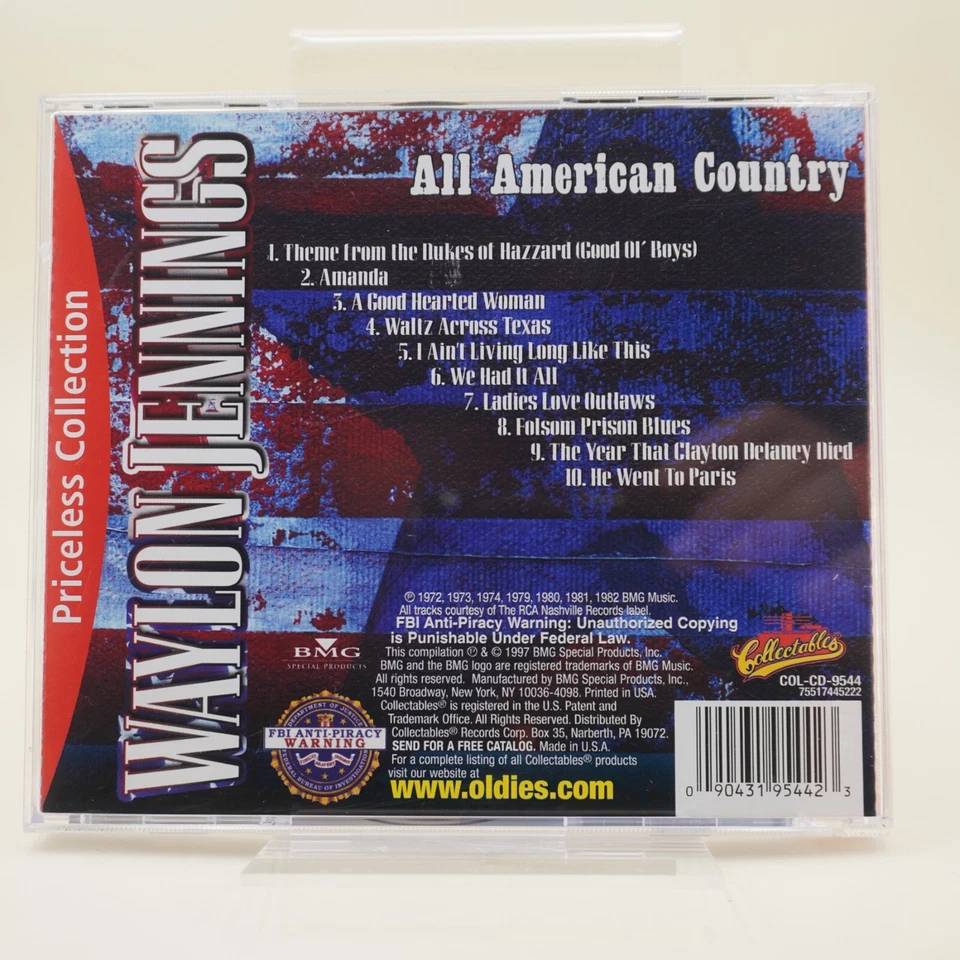 Priceless Collection
WAYLON JENNINGS
All American Country
1. Theme from the Dukes of Hazzard (Good Ol' Boys)
2. Amanda
3. A Good Hearted Woman
4. Waltz Across Texas
5. I Ain't Living Long Like This
6. We Had It All
7. Ladies Love Outlaws
8. Folsom Prison Blues
9. The Year That Clayton Delaney Died
10. He Went To Paris
℗ 1972, 1973, 1974, 1979, 1980, 1981, 1982 BMG Music.
All tracks courtesy of The RCA Nashville Records label.
FBI Anti-Piracy Warning: Unauthorized Copying
is Punishable Under Federal Law.
This compilation ℗ & © 1997 BMG Special Products, Inc.
BMG and the BMG logo are registered trademarks of BMG Music.
All rights reserved. Manufactured by BMG Special Products, Inc.,
1540 Broadway, New York, NY 10036-4098. Printed in USA.
Collectables® is registered in the U.S. Patent and
Trademark Office. All Rights Reserved. Distributed By
Collectables® Records Corp. Box 35, Narberth, PA 19072.
SEND FOR A FREE CATALOG. Made in U.S.A.
For a complete listing of all Collectables® products
visit our website at
www.oldies.com
BMG
SPECIAL PRODUCTS
DEPARTMENT OF JUSTICE
FBI ANTI-PIRACY
WARNING
FEDERAL BUREAU OF INVESTIGATION
Collectables
COL-CD-9544
75517445222
0 90431 95442 3